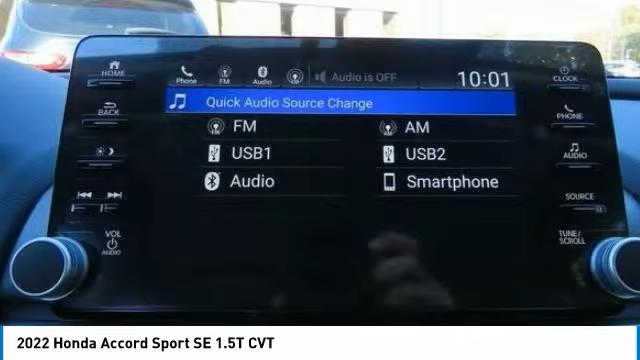 HOME
Phone
FM
Audio
Audio is OFF
10:01
CLOCK
Quick Audio Source Change
BACK
FM
AM
PHONE
USB1
USB2
AUDIO
Audio
Smartphone
SOURCE
VOL
AUDIO
TUNE/
SCROLL
2022 Honda Accord Sport SE 1.5T CVT